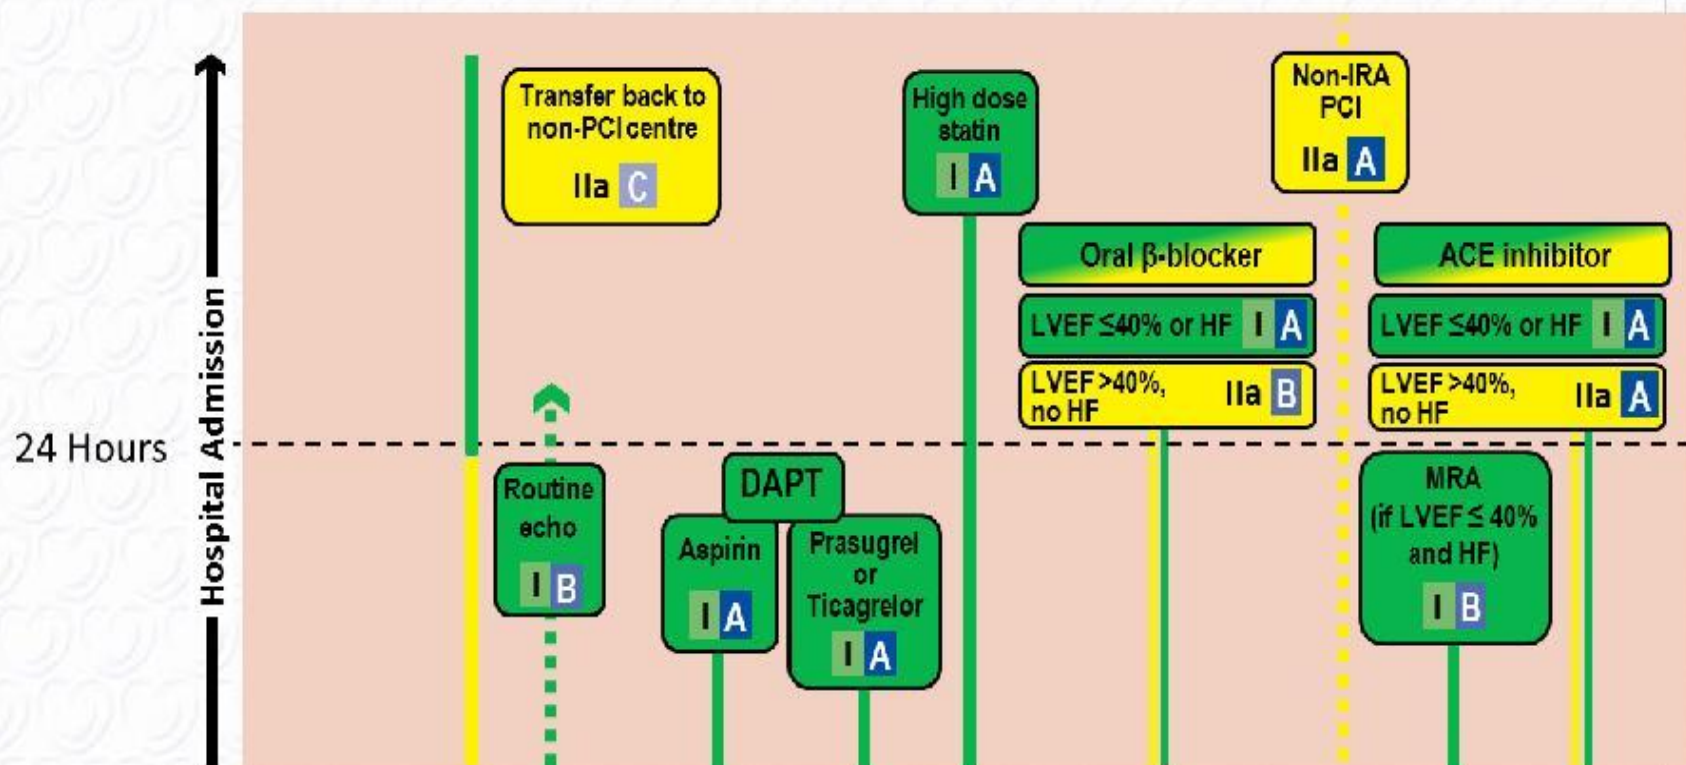 Hospital Admission
24 Hours
Transfer back to
non-PCI centre
IIa C
High dose
statin
I A
Non-IRA
PCI
IIa A
Oral β-blocker
LVEF ≤40% or HF I A
LVEF >40%,
no HF
IIa B
ACE inhibitor
LVEF ≤40% or HF I A
LVEF >40%,
no HF
IIa A
Routine
echo
I B
DAPT
Aspirin
I A
Prasugrel
or
Ticagrelor
I A
MRA
(if LVEF ≤ 40%
and HF)
I B